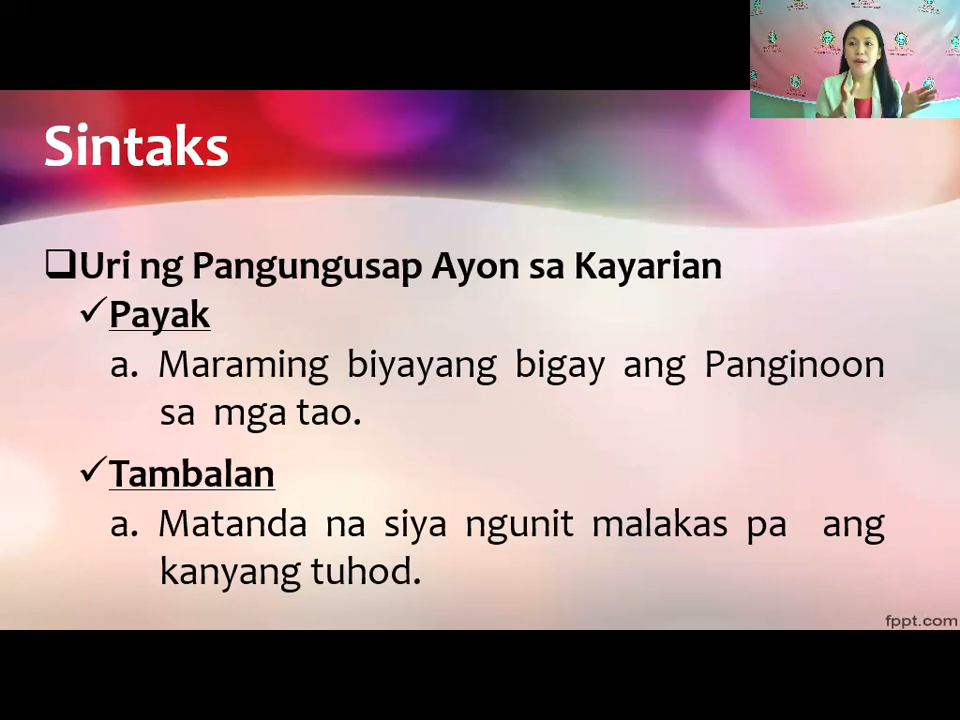 Sintaks
Uri ng Pangungusap Ayon sa Kayarian
Payak
a. Maraming biyayang bigay ang Panginoon
sa mga tao.
Tambalan
a. Matanda na siya ngunit malakas pa ang
kanyang tuhod.
fppt.com